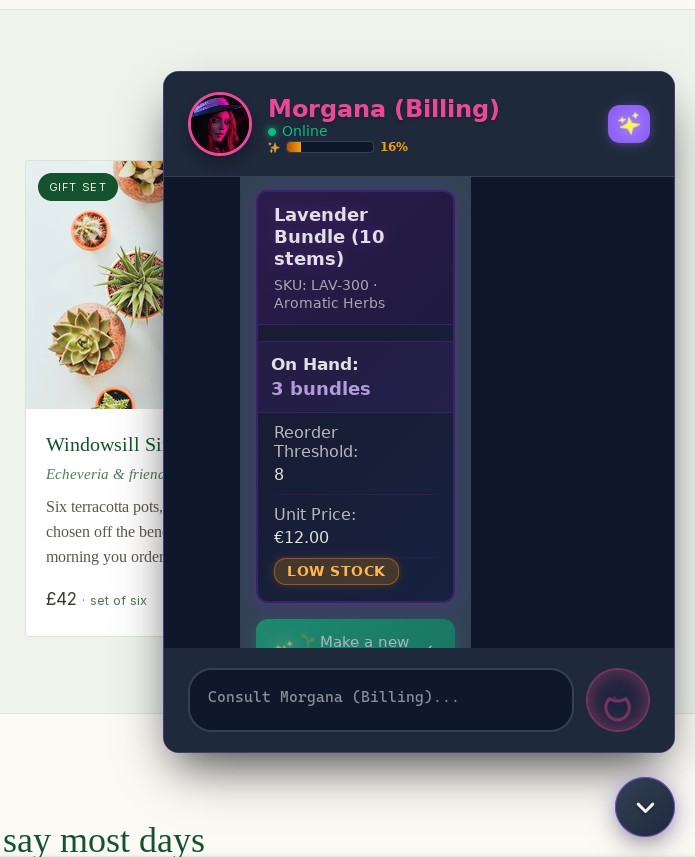 Morgana (Billing)
Online
16%
GIFT SET
Lavender
Bundle (10
stems)
SKU: LAV-300 ·
Aromatic Herbs
On Hand:
3 bundles
Reorder
Threshold:
8
Unit Price:
€12.00
LOW STOCK
Make a new
Windowsill Si
Echeveria & friend
Six terracotta pots,
chosen off the ben
morning you order
£42 · set of six
Consult Morgana (Billing)...
say most days